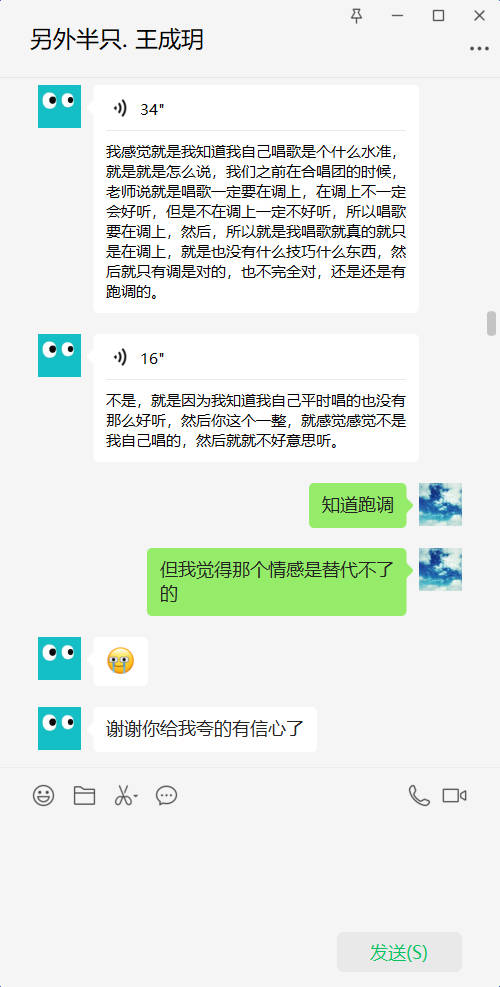 另外半只. 王成玥
34"
我感觉就是我知道我自己唱歌是个什么水准，
就是就是怎么说，我们之前在合唱团的时候，
老师说就是唱歌一定要在调上，在调上不一定
会好听，但是不在调上一定不好听，所以唱歌
要在调上，然后，所以就是我唱歌就真的就只
是在调上，就是也没有什么技巧什么东西，然
后就只有调是对的，也不完全对，还是还是有
跑调的。
16"
不是，就是因为我知道我自己平时唱的也没有
那么好听，然后你这个一整，就感觉感觉不是
我自己唱的，然后就就不好意思听。
知道跑调
但我觉得那个情感是替代不了
的
谢谢你给我夸的有信心了
发送(S)